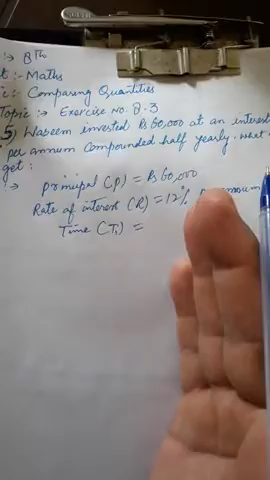 :→ 8th
t :- Maths
c :- Comparing Quantities
Topic :→ Exercise No. 8.3
5) Waseem invested Rs 60,000 at an interest
per annum compounded half yearly. what
get :
→ Principal (P) = Rs 60,000
Rate of interest (R) = 12%
Time (T₁) =